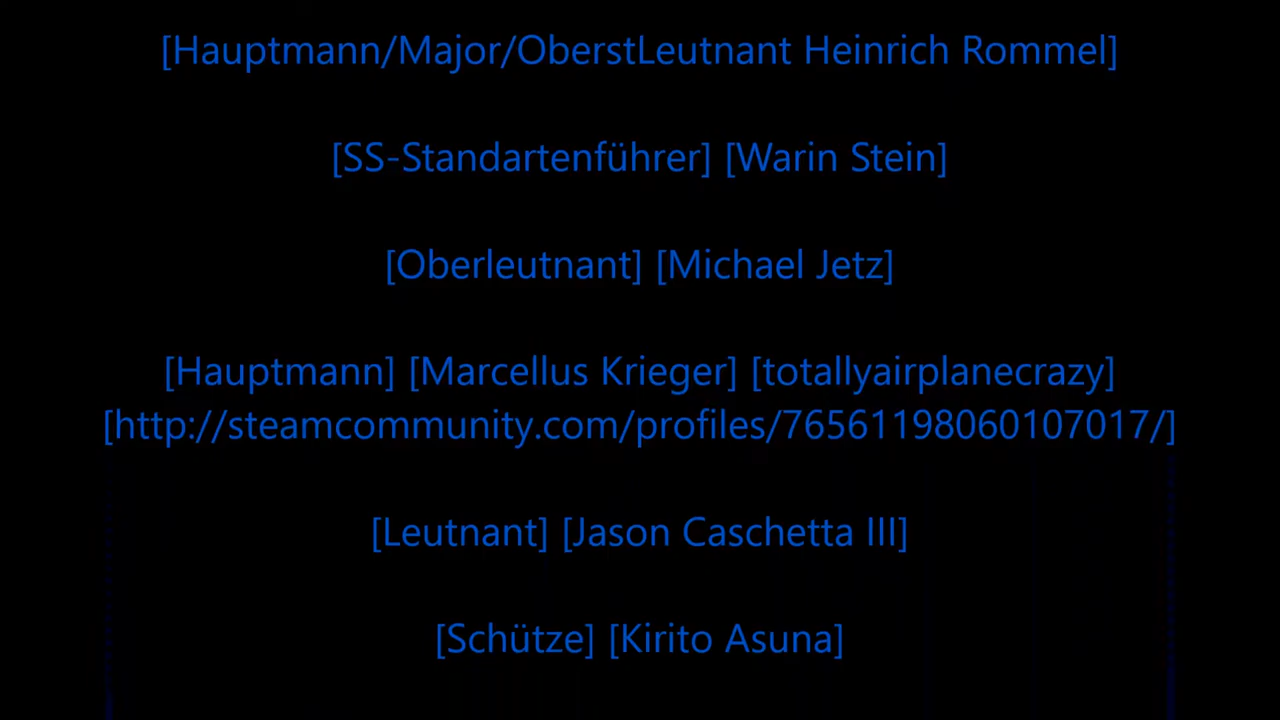 [Hauptmann/Major/OberstLeutnant Heinrich Rommel]
[SS-Standartenführer] [Warin Stein]
[Oberleutnant] [Michael Jetz]
[Hauptmann] [Marcellus Krieger] [totallyairplanecrazy]
[http://steamcommunity.com/profiles/76561198060107017/]
[Leutnant] [Jason Caschetta III]
[Schütze] [Kirito Asuna]